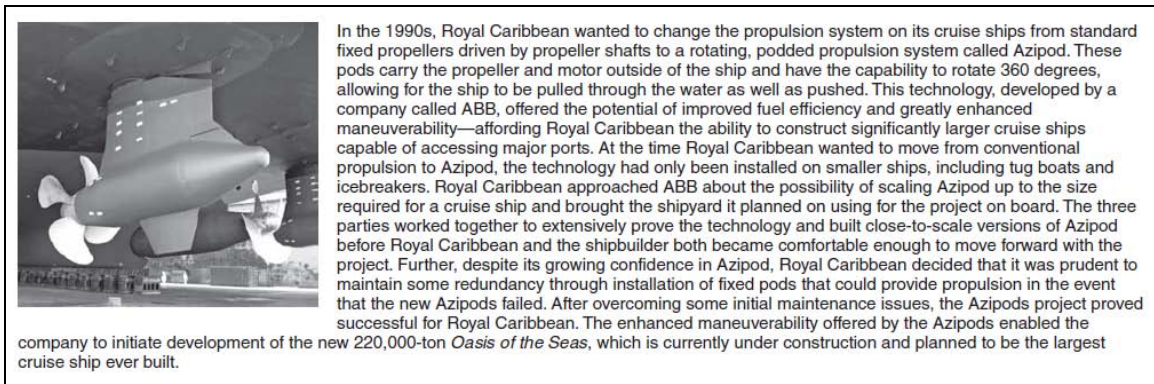 In the 1990s, Royal Caribbean wanted to change the propulsion system on its cruise ships from standard
fixed propellers driven by propeller shafts to a rotating, podded propulsion system called Azipod. These
pods carry the propeller and motor outside of the ship and have the capability to rotate 360 degrees,
allowing for the ship to be pulled through the water as well as pushed. This technology, developed by a
company called ABB, offered the potential of improved fuel efficiency and greatly enhanced
maneuverability—affording Royal Caribbean the ability to construct significantly larger cruise ships
capable of accessing major ports. At the time Royal Caribbean wanted to move from conventional
propulsion to Azipod, the technology had only been installed on smaller ships, including tug boats and
icebreakers. Royal Caribbean approached ABB about the possibility of scaling Azipod up to the size
required for a cruise ship and brought the shipyard it planned on using for the project on board. The three
parties worked together to extensively prove the technology and built close-to-scale versions of Azipod
before Royal Caribbean and the shipbuilder both became comfortable enough to move forward with the
project. Further, despite its growing confidence in Azipod, Royal Caribbean decided that it was prudent to
maintain some redundancy through installation of fixed pods that could provide propulsion in the event
that the new Azipods failed. After overcoming some initial maintenance issues, the Azipods project proved
successful for Royal Caribbean. The enhanced maneuverability offered by the Azipods enabled the
company to initiate development of the new 220,000-ton Oasis of the Seas, which is currently under construction and planned to be the largest
cruise ship ever built.